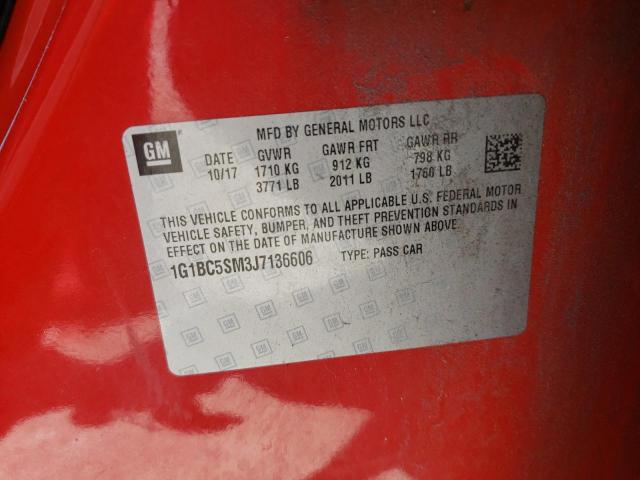 MFD BY GENERAL MOTORS LLC
GM
DATE GVWR GAWR FRT GAWR RR
10/17 1710 KG 912 KG 798 KG
3771 LB 2011 LB 1760 LB
THIS VEHICLE CONFORMS TO ALL APPLICABLE U.S. FEDERAL MOTOR
VEHICLE SAFETY, BUMPER, AND THEFT PREVENTION STANDARDS IN
EFFECT ON THE DATE OF MANUFACTURE SHOWN ABOVE.
1G1BC5SM3J7136606 TYPE: PASS CAR